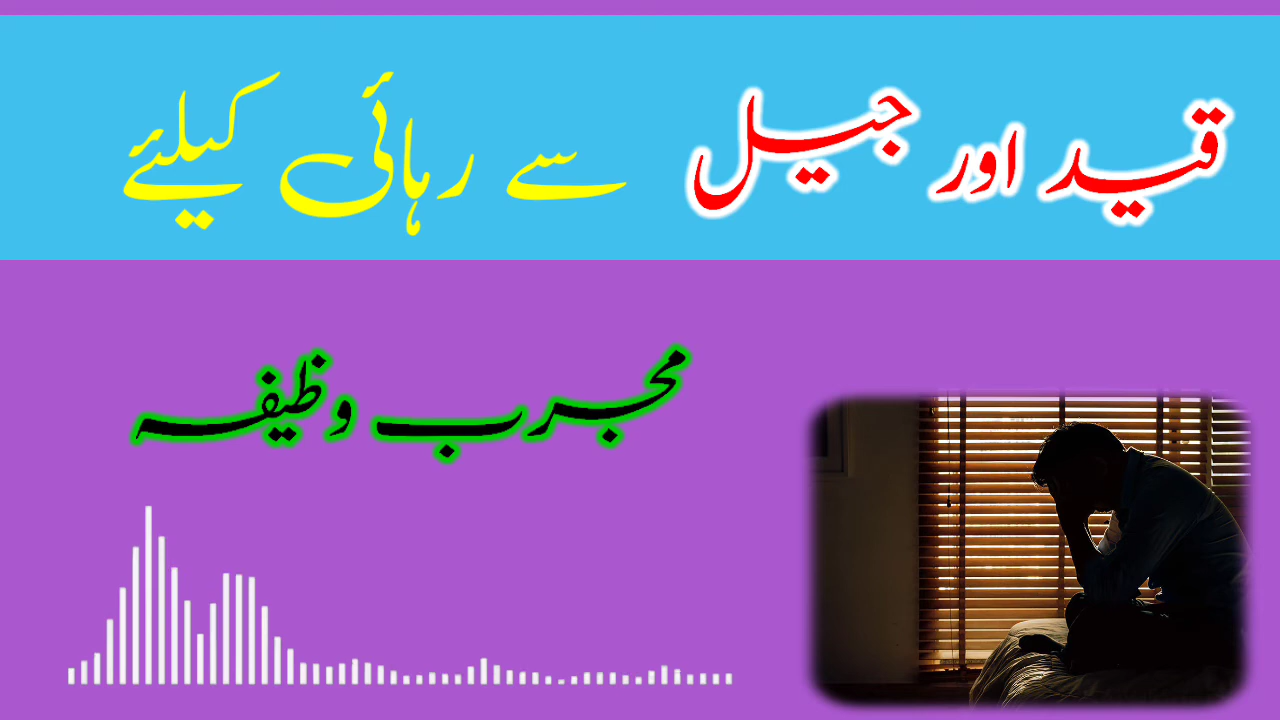 قید اور جیل سے رہائی کیلئے
مجرب وظیفہ